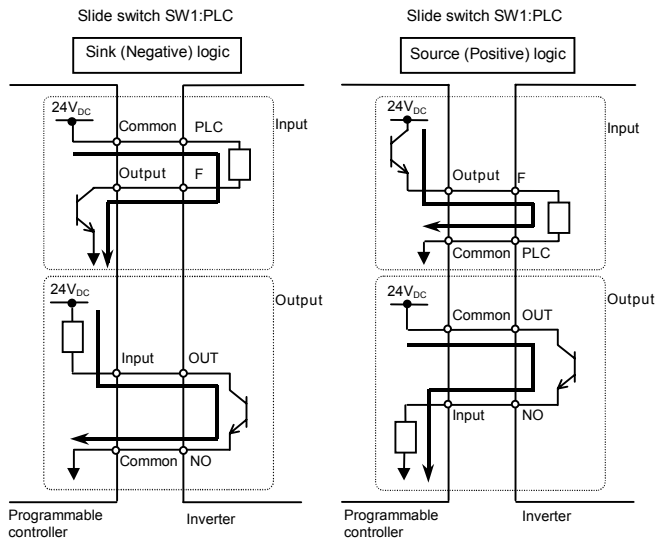 Slide switch SW1:PLC
Sink (Negative) logic
24VDC
Common PLC
Input
Output F
24VDC
Output
Input OUT
Common NO
Programmable
controller
Inverter
Slide switch SW1:PLC
Source (Positive) logic
24VDC
Input
Output F
Common PLC
24VDC
Output
Common OUT
Input NO
Programmable
controller
Inverter